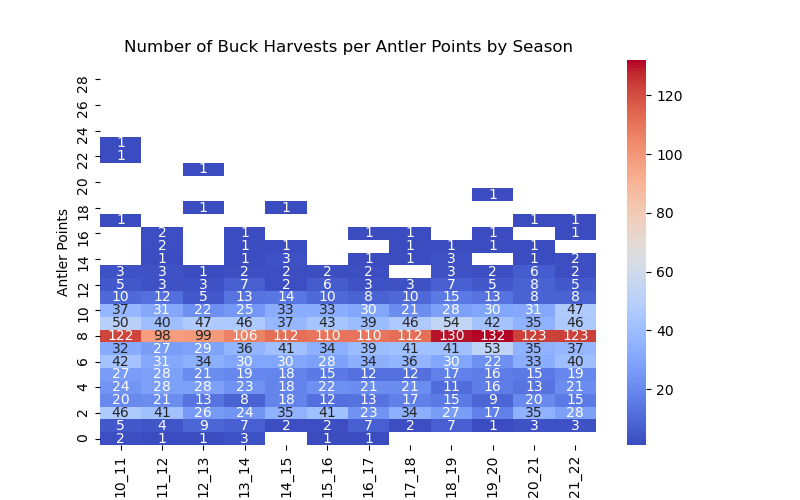 Number of Buck Harvests per Antler Points by Season
28
120
26
24
1
22 1
100
1
20
1
18 1 1
80
1 1 1
16 2 1 1 1 1
2 1 1 1 1 1 1
14 1 1 3 1 1 3 1 2
60
3 3 1 2 2 2 2 3 2 6 2
12 5 3 3 7 2 6 3 3 7 5 8 5
10 12 5 13 14 10 8 10 15 13 8 8
10 37 31 22 25 33 33 30 21 28 30 31 47
50 40 47 46 37 43 39 46 54 42 35 46
40
8 122 98 99 106 112 110 110 112 130 132 123 123
32 27 29 36 41 34 39 41 41 53 35 37
6 42 31 34 30 30 28 34 36 30 22 33 40
27 28 21 19 18 15 12 12 17 16 15 19
4 24 28 28 23 18 22 21 21 11 16 13 21
20
20 21 13 8 18 12 13 17 15 9 20 15
2 46 41 26 24 35 41 23 34 27 17 35 28
5 4 9 7 2 2 7 2 7 1 3 3
0 2 1 1 3 1 1
Antler Points
10_11 11_12 12_13 13_14 14_15 15_16 16_17 17_18 18_19 19_20 20_21 21_22